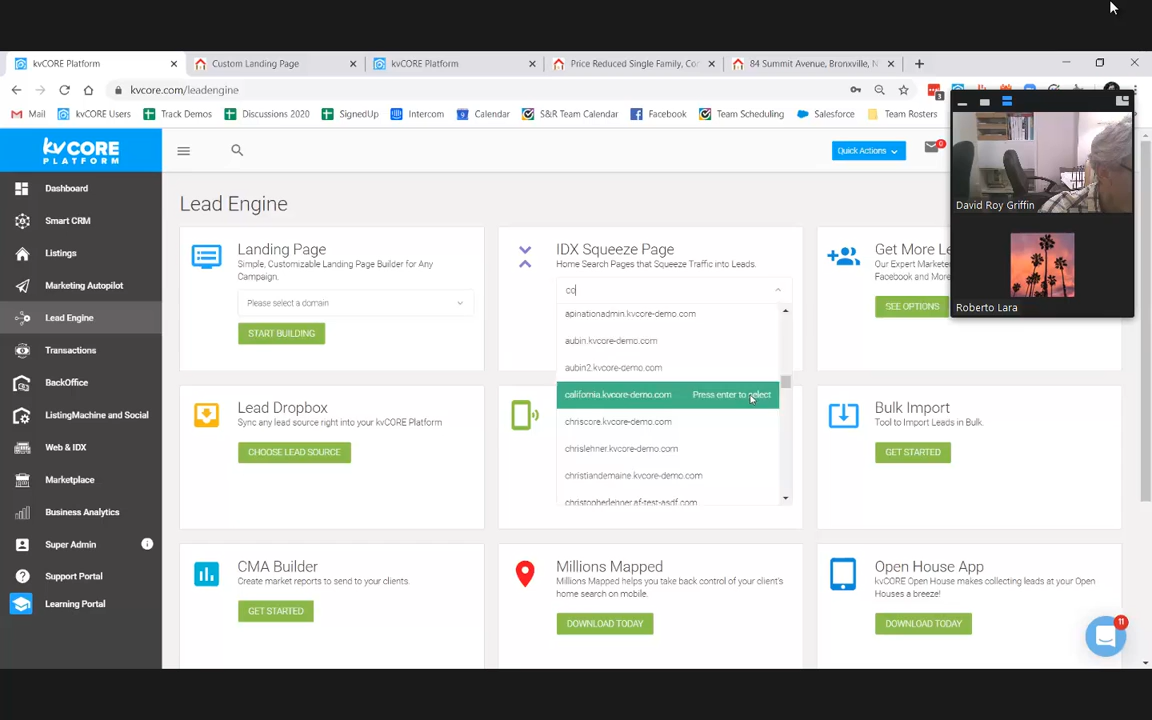 kvCORE Platform
Custom Landing Page
kvCORE Platform
Price Reduced Single Family, Co
84 Summit Avenue, Bronxville, N
kvcore.com/leadengine
3
Mail
kvCORE Users
Track Demos
Discussions 2020
SignedUp
Intercom
Calendar
S&R Team Calendar
Facebook
Team Scheduling
Salesforce
Team Rosters
kvCORE
PLATFORM
Quick Actions
0
David Roy Griffin
Roberto Lara
Dashboard
Smart CRM
Listings
Marketing Autopilot
Lead Engine
Transactions
BackOffice
ListingMachine and Social
Web & IDX
Marketplace
Business Analytics
Super Admin
Support Portal
Learning Portal
Lead Engine
Landing Page
Simple, Customizable Landing Page Builder for Any
Campaign.
Please select a domain
START BUILDING
IDX Squeeze Page
Home Search Pages that Squeeze Traffic into Leads.
co
apinationadmin.kvcore-demo.com
aubin.kvcore-demo.com
aubin2.kvcore-demo.com
california.kvcore-demo.com Press enter to select
chriscore.kvcore-demo.com
chrislehner.kvcore-demo.com
christiandemaine.kvcore-demo.com
christopherlehner.af-test-asdf.com
Get More Le
Our Expert Markete
Facebook and More
SEE OPTIONS
Lead Dropbox
Sync any lead source right into your kvCORE Platform
CHOOSE LEAD SOURCE
Bulk Import
Tool to Import Leads in Bulk.
GET STARTED
CMA Builder
Create market reports to send to your clients.
GET STARTED
Millions Mapped
Millions Mapped helps you take back control of your client's
home search on mobile.
DOWNLOAD TODAY
Open House App
kvCORE Open House makes collecting leads at your Open
Houses a breeze!
DOWNLOAD TODAY
11